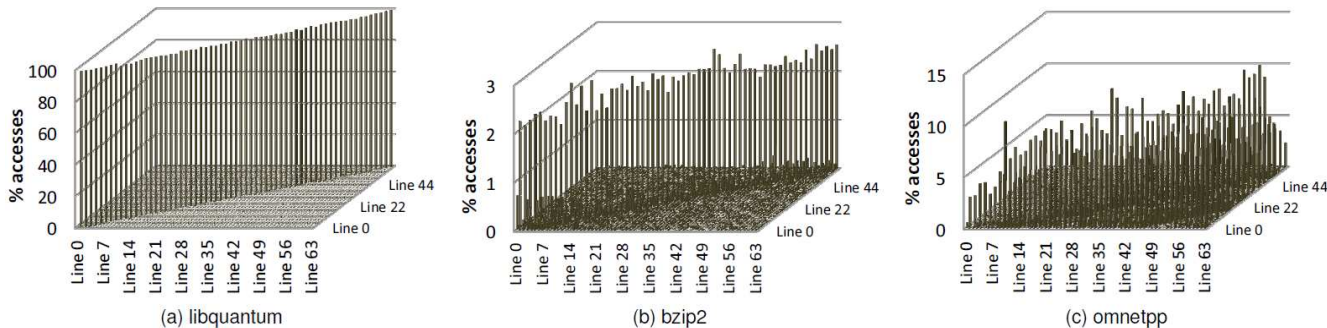 % accesses
100
80
60
40
20
0
Line 0
Line 7
Line 14
Line 21
Line 28
Line 35
Line 42
Line 49
Line 56
Line 63
Line 0
Line 22
Line 44
(a) libquantum
% accesses
3
2
1
0
Line 0
Line 7
Line 14
Line 21
Line 28
Line 35
Line 42
Line 49
Line 56
Line 63
Line 0
Line 22
Line 44
(b) bzip2
% accesses
15
10
5
0
Line 0
Line 7
Line 14
Line 21
Line 28
Line 35
Line 42
Line 49
Line 56
Line 63
Line 0
Line 22
Line 44
(c) omnetpp